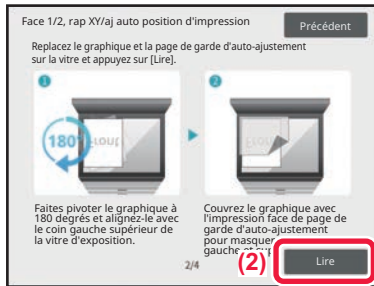 Face 1/2, rap XY/aj auto position d'impression
Précédent
Replacez le graphique et la page de garde d'auto-ajustement
sur la vitre et appuyez sur [Lire].
1
2
180°
Faites pivoter le graphique à
180 degrés et alignez-le avec
le coin gauche supérieur de
la vitre d'exposition.
Couvrez le graphique avec
l'impression face de page de
garde d'auto-ajustement
pour masquer
gauche et
(2)
Lire
2/4